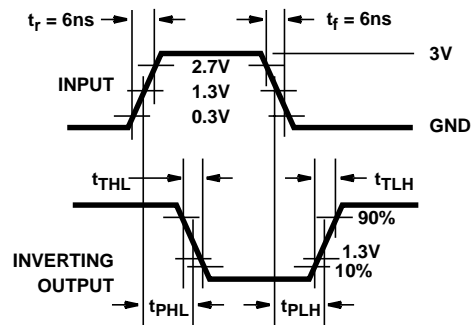 tr = 6ns
tf = 6ns
3V
2.7V
INPUT
1.3V
0.3V
GND
tTHL
tTLH
90%
INVERTING
OUTPUT
1.3V
10%
tPHL
tPLH